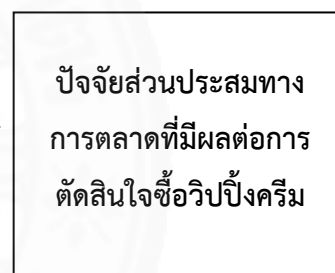 ปัจจัยส่วนประสมทาง
การตลาดที่มีผลต่อการ
ตัดสินใจซื้อวิปปิ้งครีม